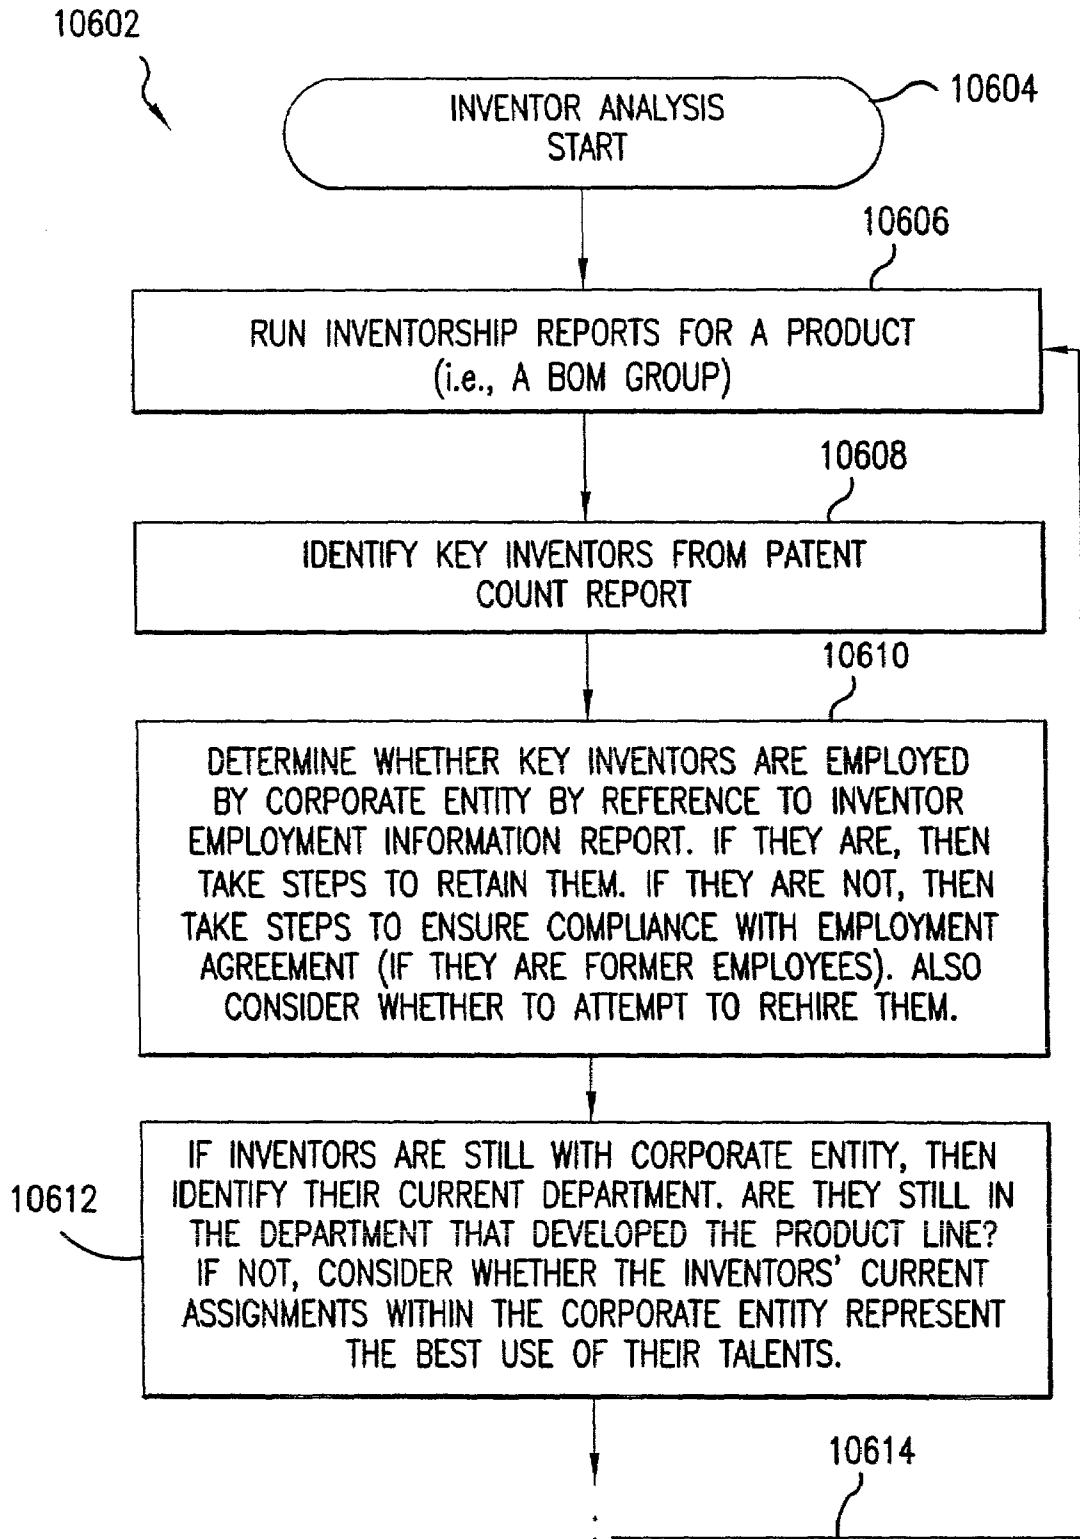 10602
10604
INVENTOR ANALYSIS
START
10606
RUN INVENTORSHIP REPORTS FOR A PRODUCT
(i.e., A BOM GROUP)
10608
IDENTIFY KEY INVENTORS FROM PATENT
COUNT REPORT
10610
DETERMINE WHETHER KEY INVENTORS ARE EMPLOYED
BY CORPORATE ENTITY BY REFERENCE TO INVENTOR
EMPLOYMENT INFORMATION REPORT. IF THEY ARE, THEN
TAKE STEPS TO RETAIN THEM. IF THEY ARE NOT, THEN
TAKE STEPS TO ENSURE COMPLIANCE WITH EMPLOYMENT
AGREEMENT (IF THEY ARE FORMER EMPLOYEES). ALSO
CONSIDER WHETHER TO ATTEMPT TO REHIRE THEM.
10612
IF INVENTORS ARE STILL WITH CORPORATE ENTITY, THEN
IDENTIFY THEIR CURRENT DEPARTMENT. ARE THEY STILL IN
THE DEPARTMENT THAT DEVELOPED THE PRODUCT LINE?
IF NOT, CONSIDER WHETHER THE INVENTORS' CURRENT
ASSIGNMENTS WITHIN THE CORPORATE ENTITY REPRESENT
THE BEST USE OF THEIR TALENTS.
10614